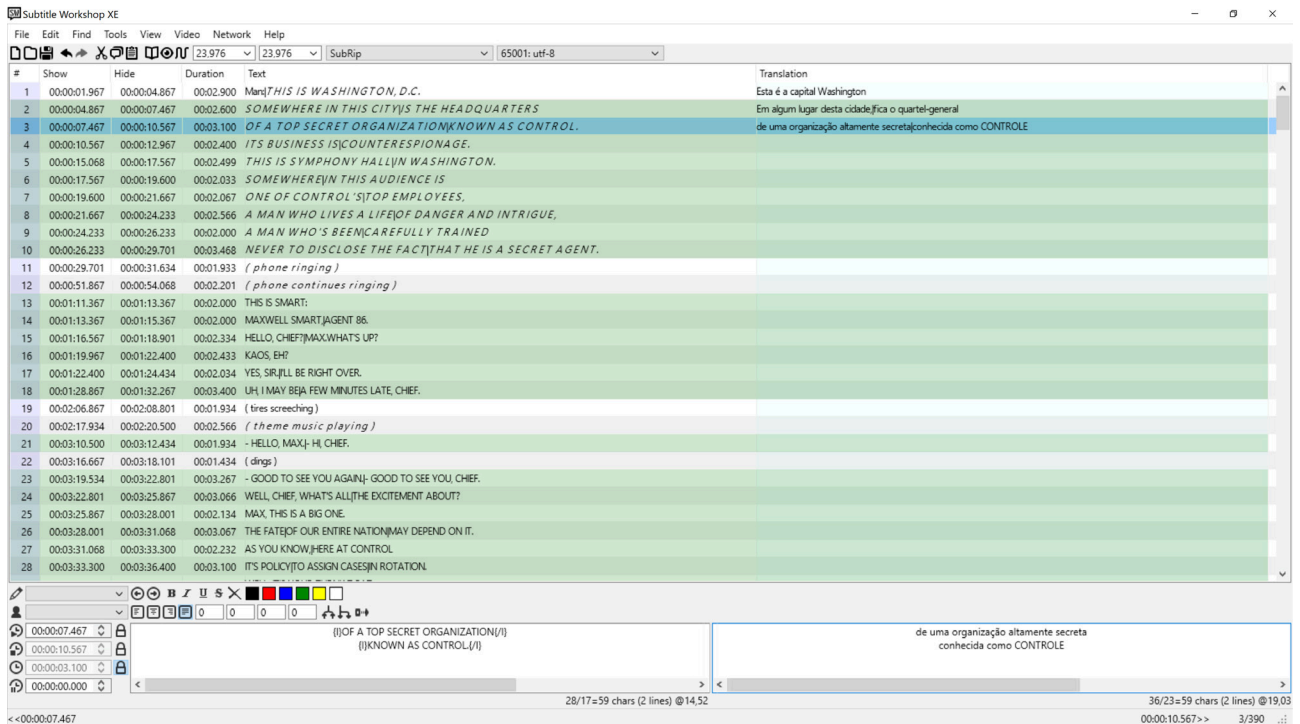 Subtitle Workshop XE
File Edit Find Tools View Video Network Help
23.976 23.976 SubRip 65001: utf-8
# Show Hide Duration Text Translation
1 00:00:01.967 00:00:04.867 00:02.900 Man:|THIS IS WASHINGTON, D.C. Esta é a capital Washington
2 00:00:04.867 00:00:07.467 00:02.600 SOMEWHERE IN THIS CITY|IS THE HEADQUARTERS Em algum lugar desta cidade,|fica o quartel-general
3 00:00:07.467 00:00:10.567 00:03.100 OF A TOP SECRET ORGANIZATION|KNOWN AS CONTROL. de uma organização altamente secreta|conhecida como CONTROLE
4 00:00:10.567 00:00:12.967 00:02.400 ITS BUSINESS IS|COUNTERESPIONAGE.
5 00:00:15.068 00:00:17.567 00:02.499 THIS IS SYMPHONY HALL|IN WASHINGTON.
6 00:00:17.567 00:00:19.600 00:02.033 SOMEWHERE|IN THIS AUDIENCE IS
7 00:00:19.600 00:00:21.667 00:02.067 ONE OF CONTROL'S|TOP EMPLOYEES,
8 00:00:21.667 00:00:24.233 00:02.566 A MAN WHO LIVES A LIFE|OF DANGER AND INTRIGUE,
9 00:00:24.233 00:00:26.233 00:02.000 A MAN WHO'S BEEN|CAREFULLY TRAINED
10 00:00:26.233 00:00:29.701 00:03.468 NEVER TO DISCLOSE THE FACT|THAT HE IS A SECRET AGENT.
11 00:00:29.701 00:00:31.634 00:01.933 ( phone ringing )
12 00:00:51.867 00:00:54.068 00:02.201 ( phone continues ringing )
13 00:01:11.367 00:01:13.367 00:02.000 THIS IS SMART:
14 00:01:13.367 00:01:15.367 00:02.000 MAXWELL SMART,|AGENT 86.
15 00:01:16.567 00:01:18.901 00:02.334 HELLO, CHIEF?|MAX.WHAT'S UP?
16 00:01:19.967 00:01:22.400 00:02.433 KAOS, EH?
17 00:01:22.400 00:01:24.434 00:02.034 YES, SIR.|I'LL BE RIGHT OVER.
18 00:01:28.867 00:01:32.267 00:03.400 UH, I MAY BE|A FEW MINUTES LATE, CHIEF.
19 00:02:06.867 00:02:08.801 00:01.934 ( tires screeching )
20 00:02:17.934 00:02:20.500 00:02.566 ( theme music playing )
21 00:03:10.500 00:03:12.434 00:01.934 - HELLO, MAX.|- HI, CHIEF.
22 00:03:16.667 00:03:18.101 00:01.434 ( dings )
23 00:03:19.534 00:03:22.801 00:03.267 - GOOD TO SEE YOU AGAIN.|- GOOD TO SEE YOU, CHIEF.
24 00:03:22.801 00:03:25.867 00:03.066 WELL, CHIEF, WHAT'S ALL|THE EXCITEMENT ABOUT?
25 00:03:25.867 00:03:28.001 00:02.134 MAX, THIS IS A BIG ONE.
26 00:03:28.001 00:03:31.068 00:03.067 THE FATE|OF OUR ENTIRE NATION|MAY DEPEND ON IT.
27 00:03:31.068 00:03:33.300 00:02.232 AS YOU KNOW,|HERE AT CONTROL
28 00:03:33.300 00:03:36.400 00:03.100 IT'S POLICY|TO ASSIGN CASES|IN ROTATION.
B I U S
0 0 0 0
00:00:07.467
00:00:10.567
00:00:03.100
00:00:00.000
{I}OF A TOP SECRET ORGANIZATION{/I}
{I}KNOWN AS CONTROL.{/I}
de uma organização altamente secreta
conhecida como CONTROLE
28/17=59 chars (2 lines) @14,52 36/23=59 chars (2 lines) @19,03
<<00:00:07.467 00:00:10.567>> 3/390